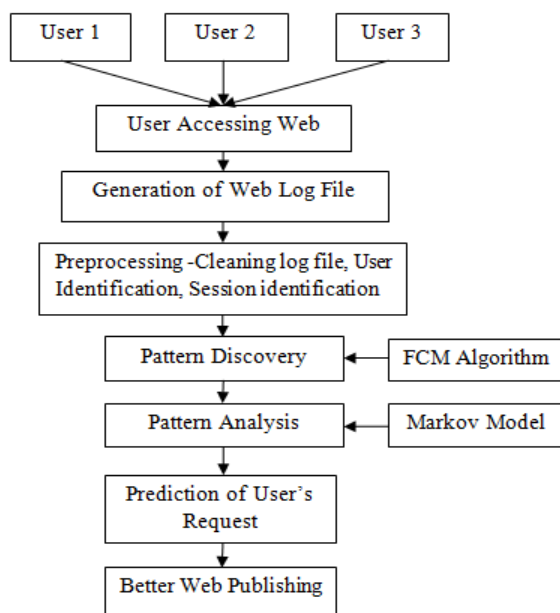 User 1
User 2
User 3
User Accessing Web
Generation of Web Log File
Preprocessing -Cleaning log file, User
Identification, Session identification
Pattern Discovery
FCM Algorithm
Pattern Analysis
Markov Model
Prediction of User's
Request
Better Web Publishing